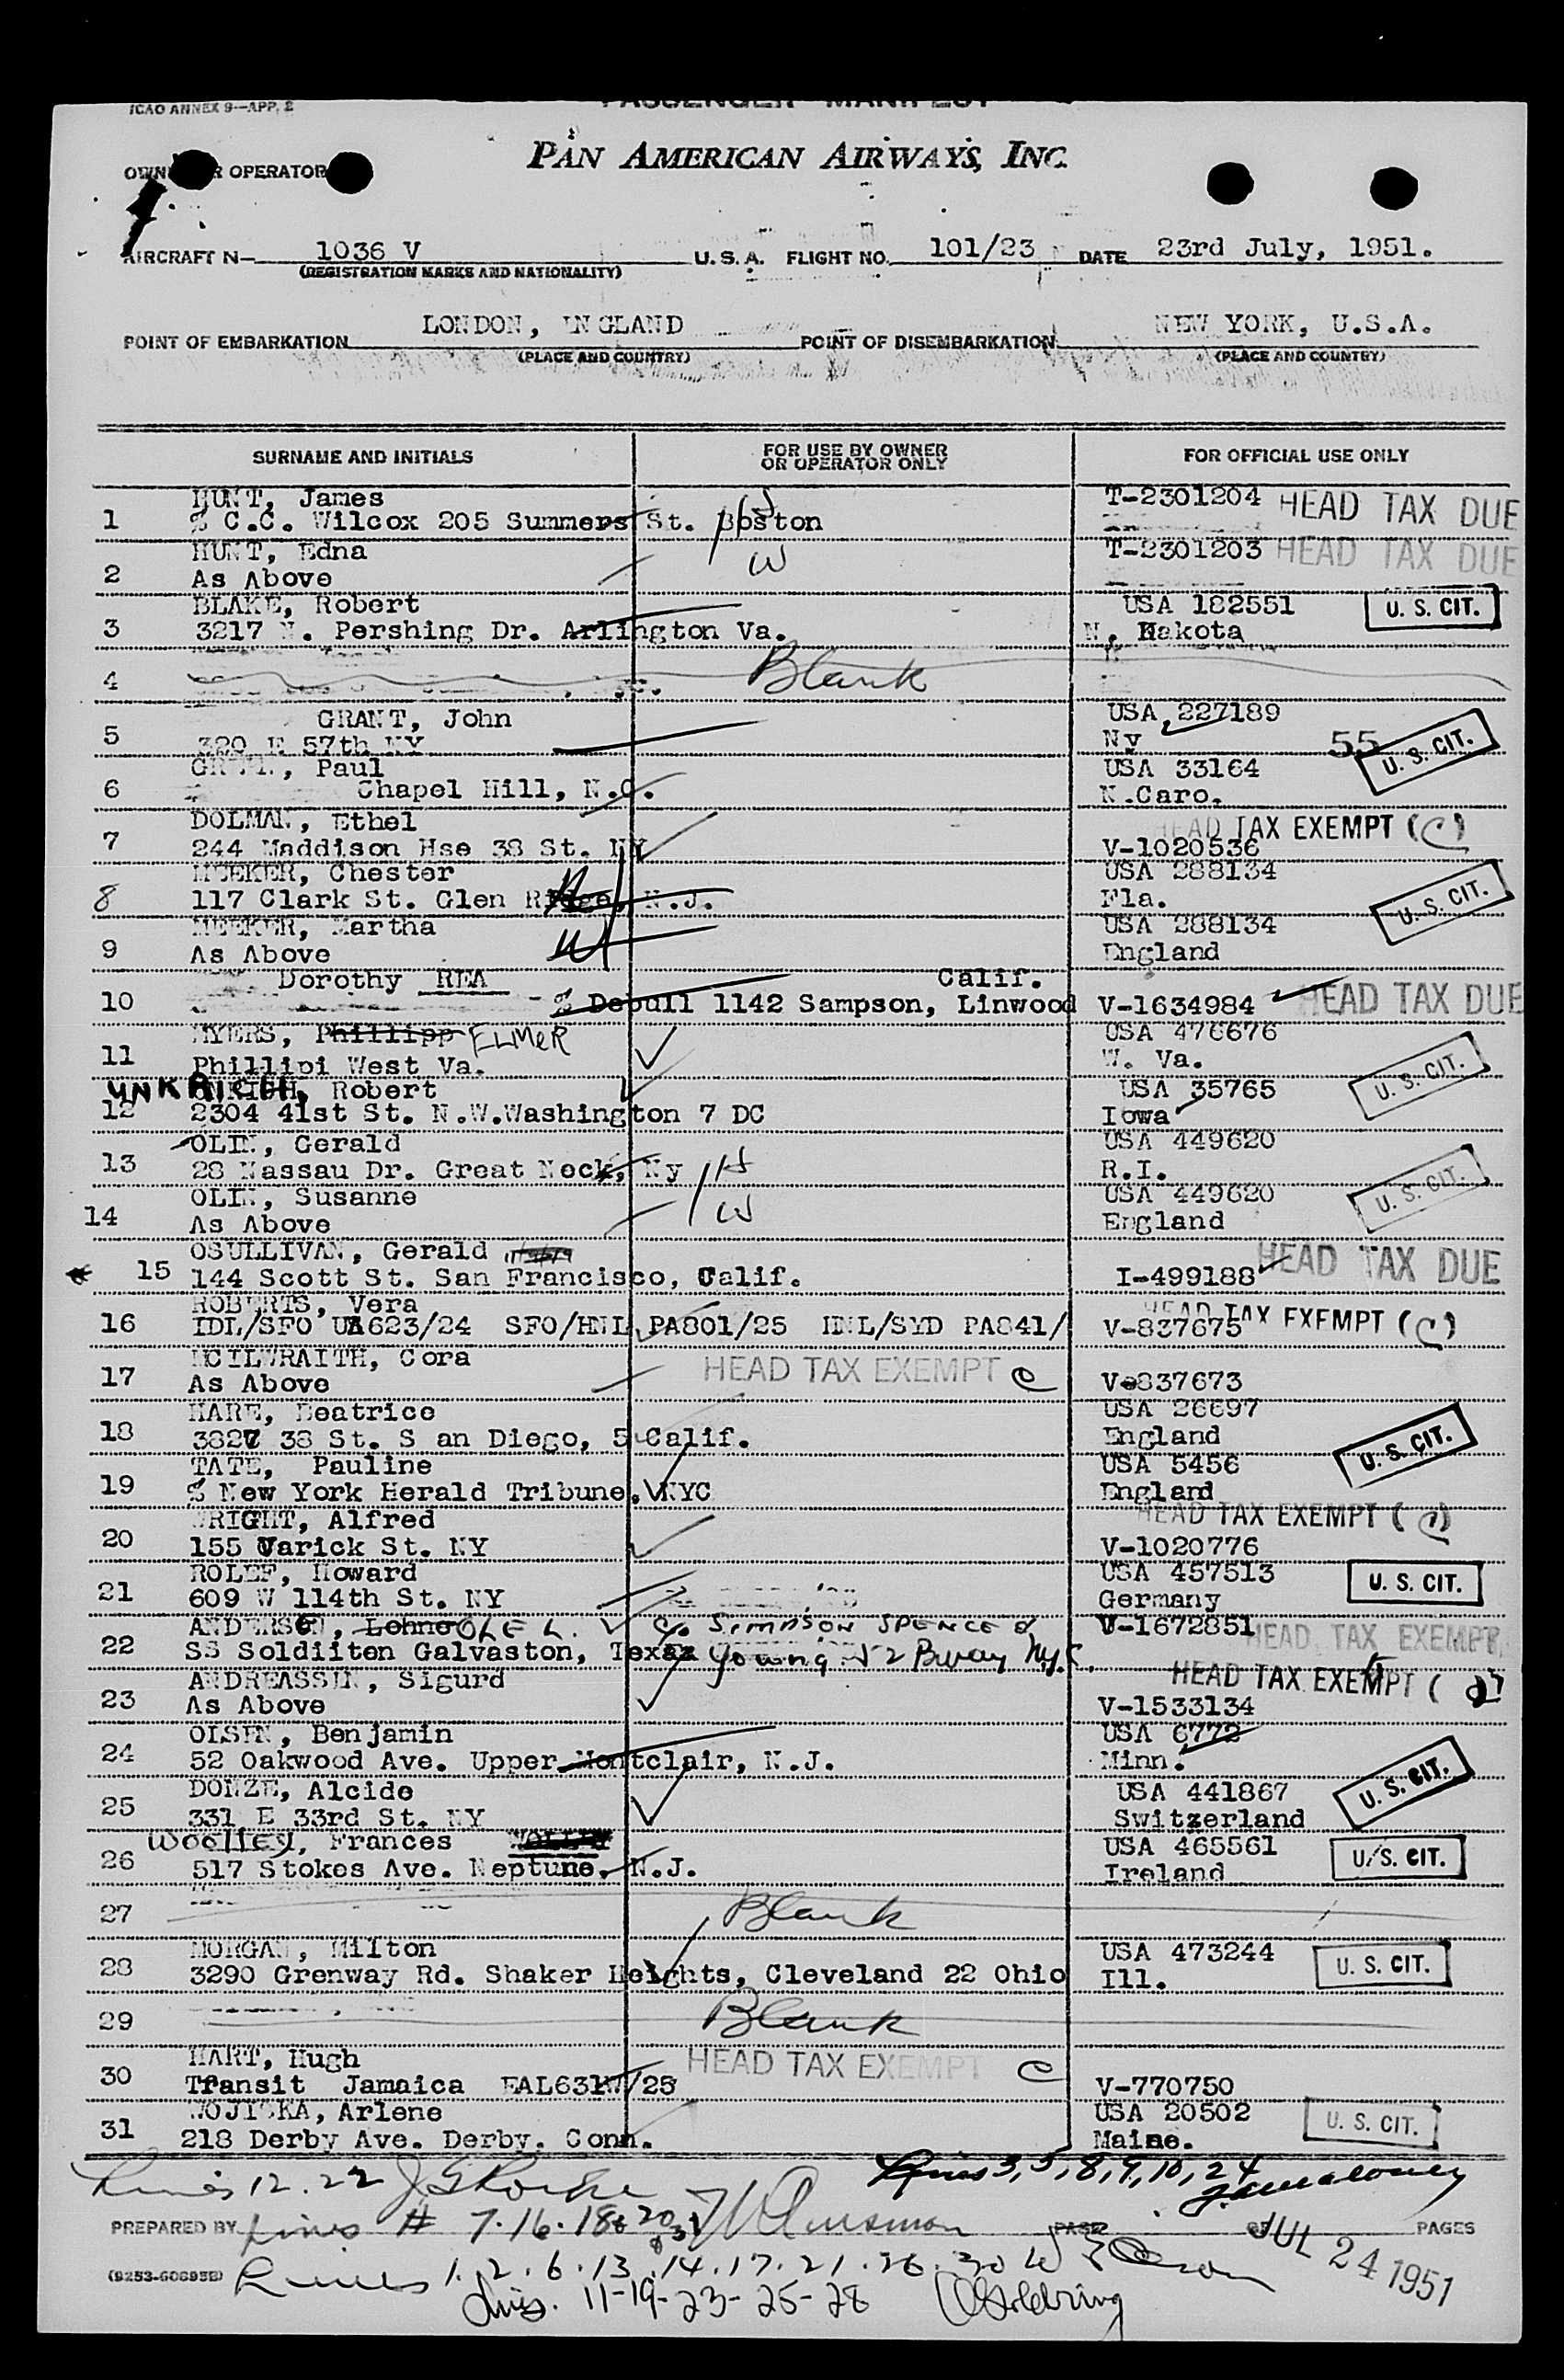 ICAO ANNEX 9—APP. 2
PASSENGER MANIFEST
PAN AMERICAN AIRWAYS, INC.
OWNER OR OPERATOR
AIRCRAFT N— 1036 V U.S.A. FLIGHT NO. 101/23 DATE 23rd July, 1951.
(REGISTRATION MARKS AND NATIONALITY)
POINT OF EMBARKATION LONDON, ENGLAND POINT OF DISEMBARKATION NEW YORK, U.S.A.
(PLACE AND COUNTRY) (PLACE AND COUNTRY)
SURNAME AND INITIALS FOR USE BY OWNER OR OPERATOR ONLY FOR OFFICIAL USE ONLY
HUNT, James T-2301204 HEAD TAX DUE
1 % C.C. Wilcox 205 Summers St. Boston
HUNT, Edna W T-2301203 HEAD TAX DUE
2 As Above
BLAKE, Robert USA 182551 U. S. CIT.
3 3217 N. Pershing Dr. Arlington Va. N. Dakota
4 Blank
GRANT, John USA 227189
5 320 E 57th NY Ny 55 U. S. CIT.
Paul USA 33164
6 Chapel Hill, N.C. N.Caro.
DOLMAN, Ethel HEAD TAX EXEMPT (C)
7 244 Maddison Hse 38 St. NY V-1020536
MEEKER, Chester USA 288134
8 117 Clark St. Glen Ridge, N.J. H Fla. U. S. CIT.
MEEKER, Martha USA 288134
9 As Above W England
Dorothy REA Calif.
10 % Debull 1142 Sampson, Linwood V-1634984 HEAD TAX DUE
MYERS, Phillipp ELMER USA 476676
11 Phillipi West Va. W. Va. U. S. CIT.
UNKRICH, Robert USA 35765
12 2304 41st St. N.W.Washington 7 DC Iowa
OLIN, Gerald USA 449620
13 28 Nassau Dr. Great Neck, Ny H R.I. U. S. CIT.
OLIN, Susanne USA 449620
14 As Above W England
OSULLIVAN, Gerald HEAD TAX DUE
15 144 Scott St. San Francisco, Calif. I-499188
ROBERTS, Vera HEAD TAX EXEMPT (C)
16 IDL/SFO UA623/24 SFO/HNL PA801/25 HNL/SYD PA841/ V-837675
MCILWRAITH, Cora HEAD TAX EXEMPT C
17 As Above V-837673
HARE, Beatrice USA 26697
18 3827 38 St. S an Diego, 5 Calif. England U. S. CIT.
TATE, Pauline USA 5456
19 % New York Herald Tribune, NYC England
WRIGHT, Alfred HEAD TAX EXEMPT
20 155 Varick St. NY V-1020776
ROLEF, Howard USA 457513
21 609 W 114th St. NY Germany U. S. CIT.
ANDERSEN, Lohne OLE L. c/o SIMPSON SPENCE & V-1672851 HEAD TAX EXEMPT
22 SS Soldiiten Galvaston, Texas Young 52 Bway Ny.C.
ANDREASSEN, Sigurd HEAD TAX EXEMPT
23 As Above V-1533134
OLSEN, Benjamin USA 6772
24 52 Oakwood Ave. Upper Montclair, N.J. Minn. U. S. CIT.
DONZE, Alcide USA 441867
25 331 E 33rd St. NY Switzerland
Woolley, Frances USA 465561
26 517 Stokes Ave. Neptune, N.J. Ireland U. S. CIT.
27 Blank
MORGAN, Milton USA 473244
28 3290 Grenway Rd. Shaker Heights, Cleveland 22 Ohio Ill. U. S. CIT.
29 Blank
HART, Hugh HEAD TAX EXEMPT C
30 Transit Jamaica EAL631W/25 V-770750
WOJTSKA, Arlene USA 20502
31 218 Derby Ave. Derby, Conn. Maine. U. S. CIT.
Lines 12. 22 Lines 3, 5, 8, 9, 10, 24
PREPARED BY Lines # 7.16.18 & 20 PAGE OF PAGES
JUL 24 1951
(9253-60695B) Lines 1.2.6.13.14.17.21.26.30
Lines. 11-19-23-25-28